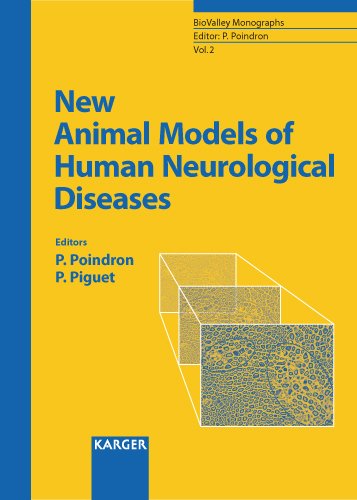 BioValley Monographs
Editor: P. Poindron
Vol. 2
New
Animal Models of
Human Neurological
Diseases
Editors
P. Poindron
P. Piguet
KARGER